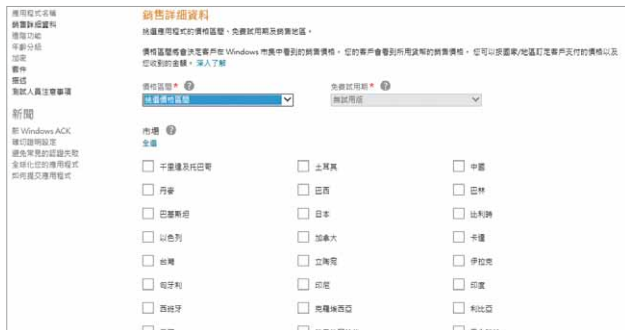 應用程式名稱
銷售詳細資料
進階功能
年齡分級
加密
套件
描述
測試人員注意事項
新聞
新 Windows ACK
確切證明設定
避免常見的認證失敗
全球化您的應用程式
如何提交應用程式
銷售詳細資料
挑選應用程式的價格區間、免費試用期及銷售地區。
價格區間將會決定客戶在 Windows 市集中看到的銷售價格。您的客戶會看到所用貨幣的銷售價格。您可以按國家/地區訂定客戶支付的價格以及
您收到的金額。深入了解
價格區間* ?
挑選價格區間
免費試用期* ?
無試用版
市場 ?
全選
千里達及托巴哥
土耳其
中國
丹麥
巴西
巴林
巴基斯坦
日本
比利時
以色列
加拿大
卡達
台灣
立陶宛
伊拉克
匈牙利
印尼
印度
西班牙
克羅埃西亞
利比亞